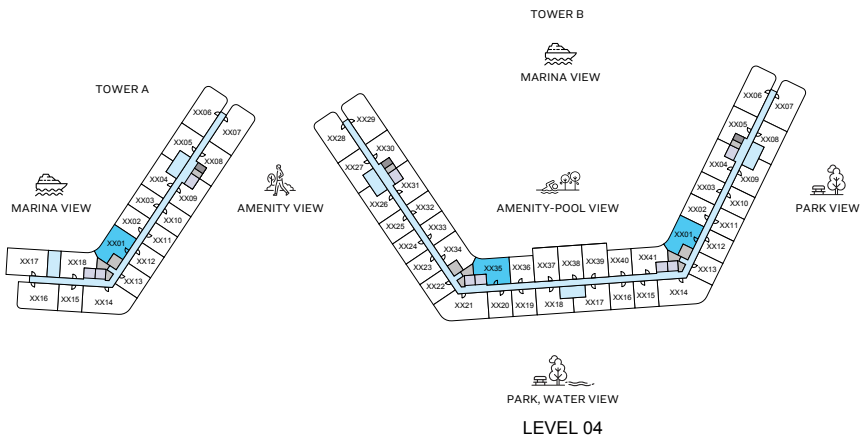 TOWER B
MARINA VIEW
TOWER A
XX06
XX07
XX05
XX08
XX04
XX09
XX03
XX10
XX02
XX11
XX01
XX12
XX13
XX17
XX18
XX16
XX15
XX14
MARINA VIEW
AMENITY VIEW
XX29
XX28
XX30
XX27
XX31
XX26
XX32
XX25
XX33
XX24
XX34
XX23
XX22
XX35
XX36
XX37
XX38
XX39
XX40
XX41
XX21
XX20
XX19
XX18
XX17
XX16
XX15
XX14
XX06
XX07
XX05
XX08
XX04
XX09
XX03
XX10
XX02
XX11
XX01
XX12
XX13
AMENITY-POOL VIEW
PARK VIEW
PARK, WATER VIEW
LEVEL 04